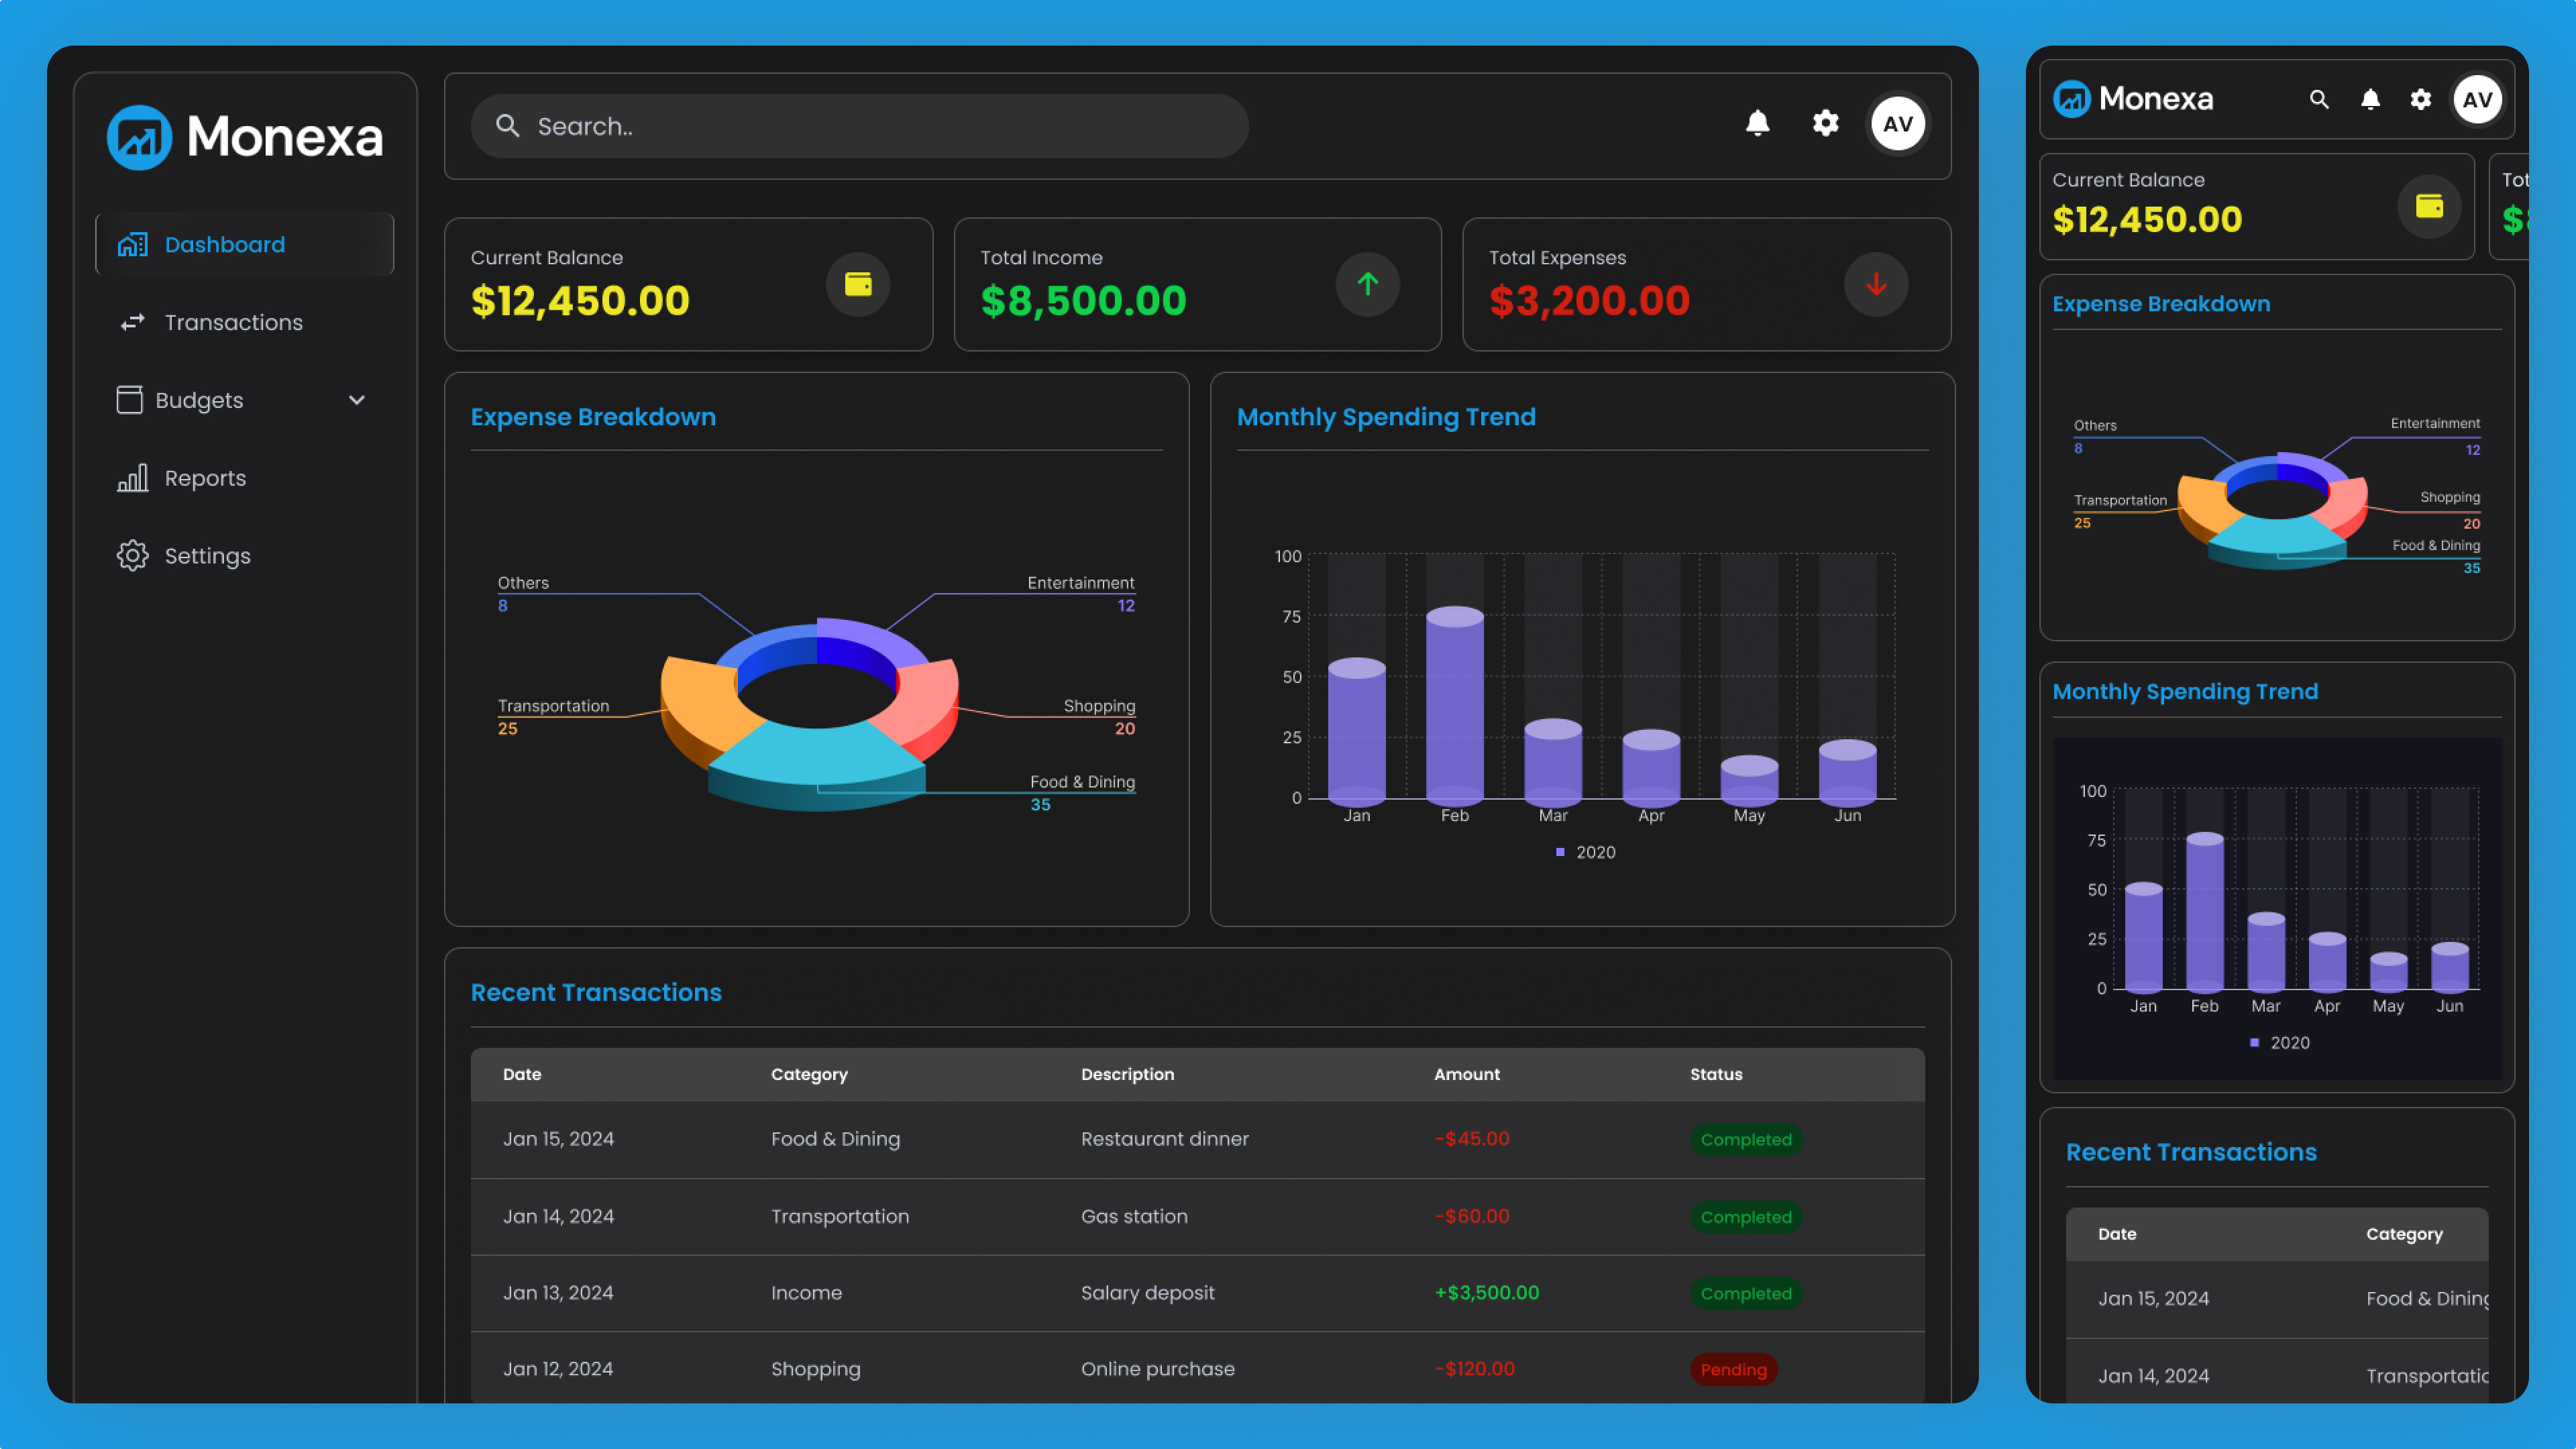 Monexa
Dashboard
Transactions
Budgets
Reports
Settings
Search..
AV
Current Balance
$12,450.00
Total Income
$8,500.00
Total Expenses
$3,200.00
Expense Breakdown
Others
8
Entertainment
12
Transportation
25
Shopping
20
Food & Dining
35
Monthly Spending Trend
100
75
50
25
0
Jan Feb Mar Apr May Jun
2020
Recent Transactions
Date Category Description Amount Status
Jan 15, 2024 Food & Dining Restaurant dinner -$45.00 Completed
Jan 14, 2024 Transportation Gas station -$60.00 Completed
Jan 13, 2024 Income Salary deposit +$3,500.00 Completed
Jan 12, 2024 Shopping Online purchase -$120.00 Pending
Monexa
AV
Current Balance
$12,450.00
Tot
$8
Expense Breakdown
Others
8
Entertainment
12
Transportation
25
Shopping
20
Food & Dining
35
Monthly Spending Trend
100
75
50
25
0
Jan Feb Mar Apr May Jun
2020
Recent Transactions
Date Category
Jan 15, 2024 Food & Dining
Jan 14, 2024 Transportatio